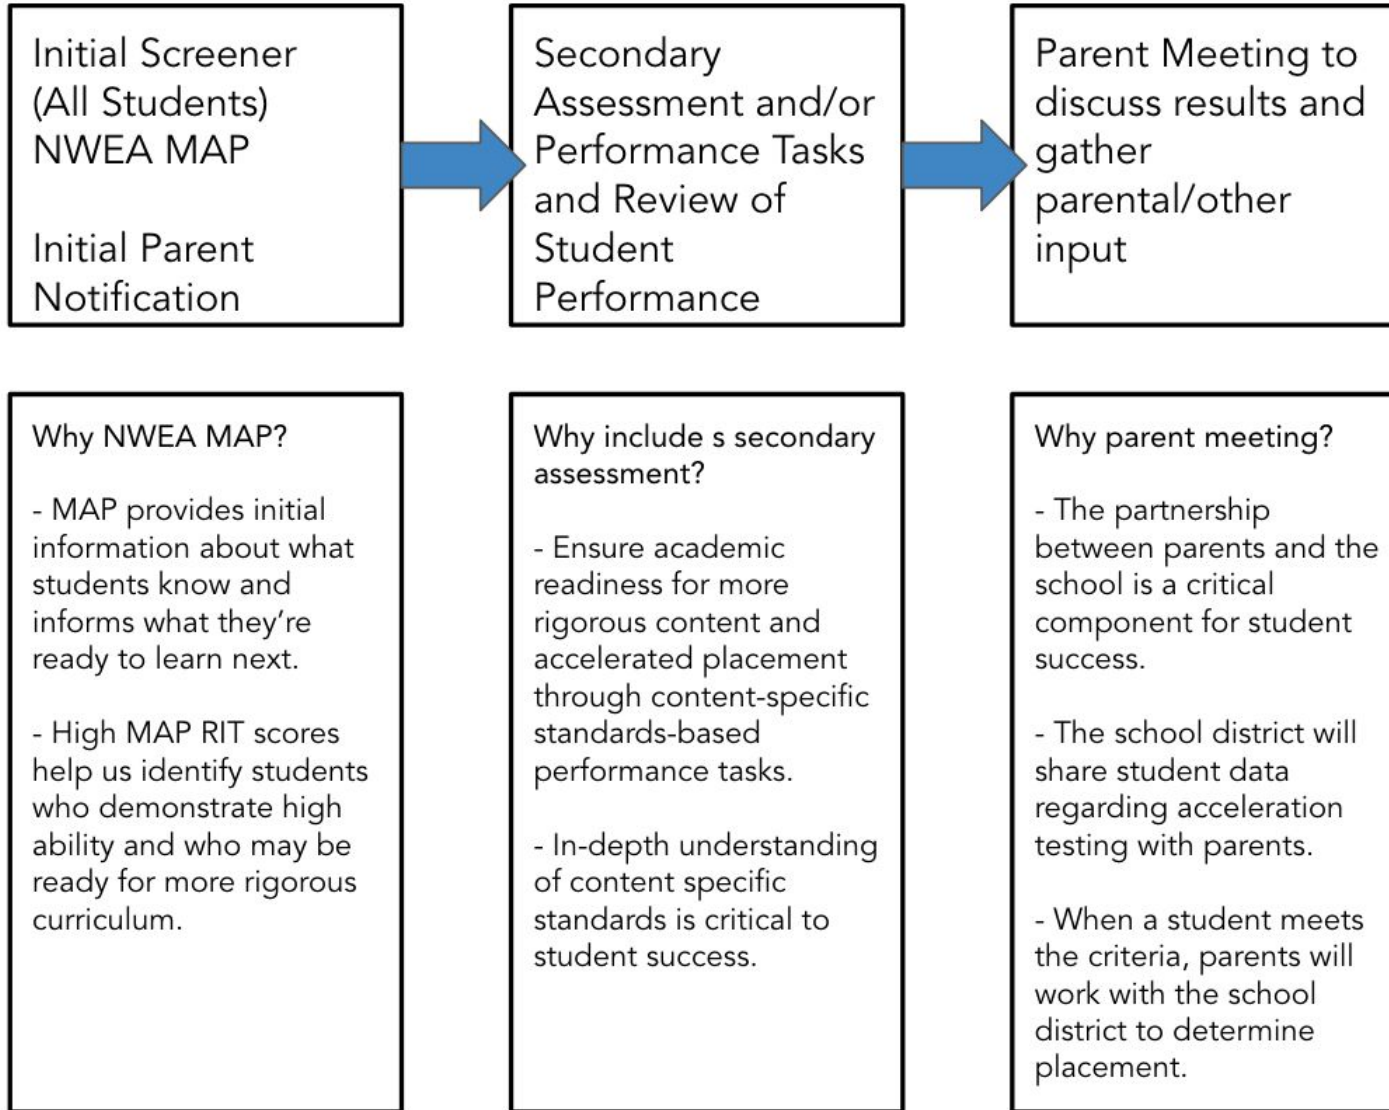 Initial Screener
(All Students)
NWEA MAP
Initial Parent
Notification
Secondary
Assessment and/or
Performance Tasks
and Review of
Student
Performance
Parent Meeting to
discuss results and
gather
parental/other
input
Why NWEA MAP?
- MAP provides initial
information about what
students know and
informs what they're
ready to learn next.
- High MAP RIT scores
help us identify students
who demonstrate high
ability and who may be
ready for more rigorous
curriculum.
Why include s secondary
assessment?
- Ensure academic
readiness for more
rigorous content and
accelerated placement
through content-specific
standards-based
performance tasks.
- In-depth understanding
of content specific
standards is critical to
student success.
Why parent meeting?
- The partnership
between parents and the
school is a critical
component for student
success.
- The school district will
share student data
regarding acceleration
testing with parents.
- When a student meets
the criteria, parents will
work with the school
district to determine
placement.